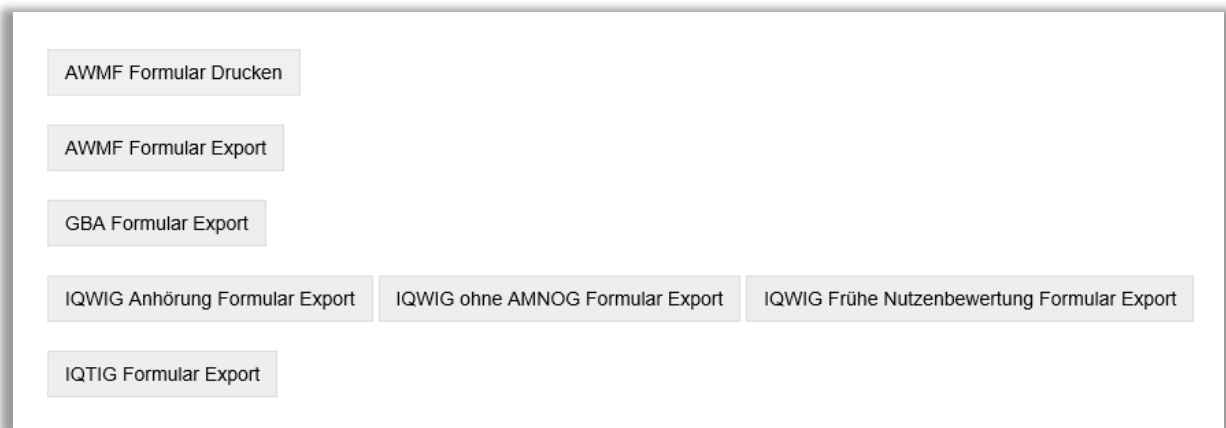 AWMF Formular Drucken
AWMF Formular Export
GBA Formular Export
IQWIG Anhörung Formular Export IQWIG ohne AMNOG Formular Export IQWIG Frühe Nutzenbewertung Formular Export
IQTIG Formular Export